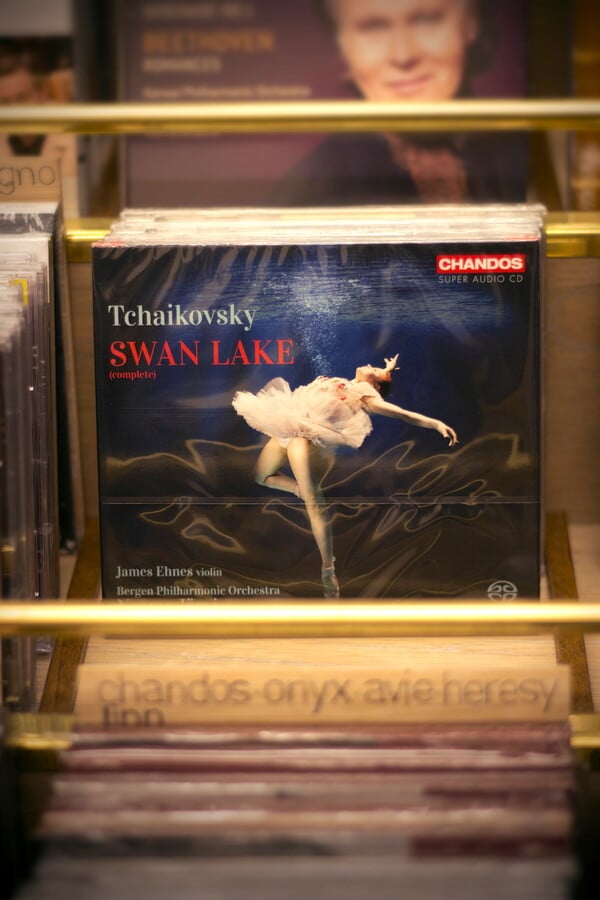 BEETHOVEN
ROMANCES
gno
CHANDOS
SUPER AUDIO CD
Tchaikovsky
SWAN LAKE
(complete)
James Ehnes violin
Bergen Philharmonic Orchestra
chandos onyx avie heresy